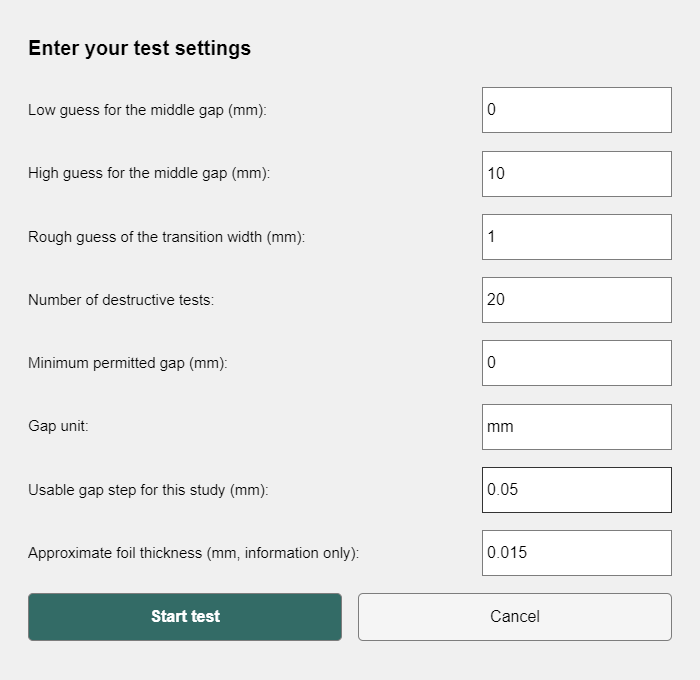 Enter your test settings
Low guess for the middle gap (mm):
0
High guess for the middle gap (mm):
10
Rough guess of the transition width (mm):
1
Number of destructive tests:
20
Minimum permitted gap (mm):
0
Gap unit:
mm
Usable gap step for this study (mm):
0.05
Approximate foil thickness (mm, information only):
0.015
Start test
Cancel